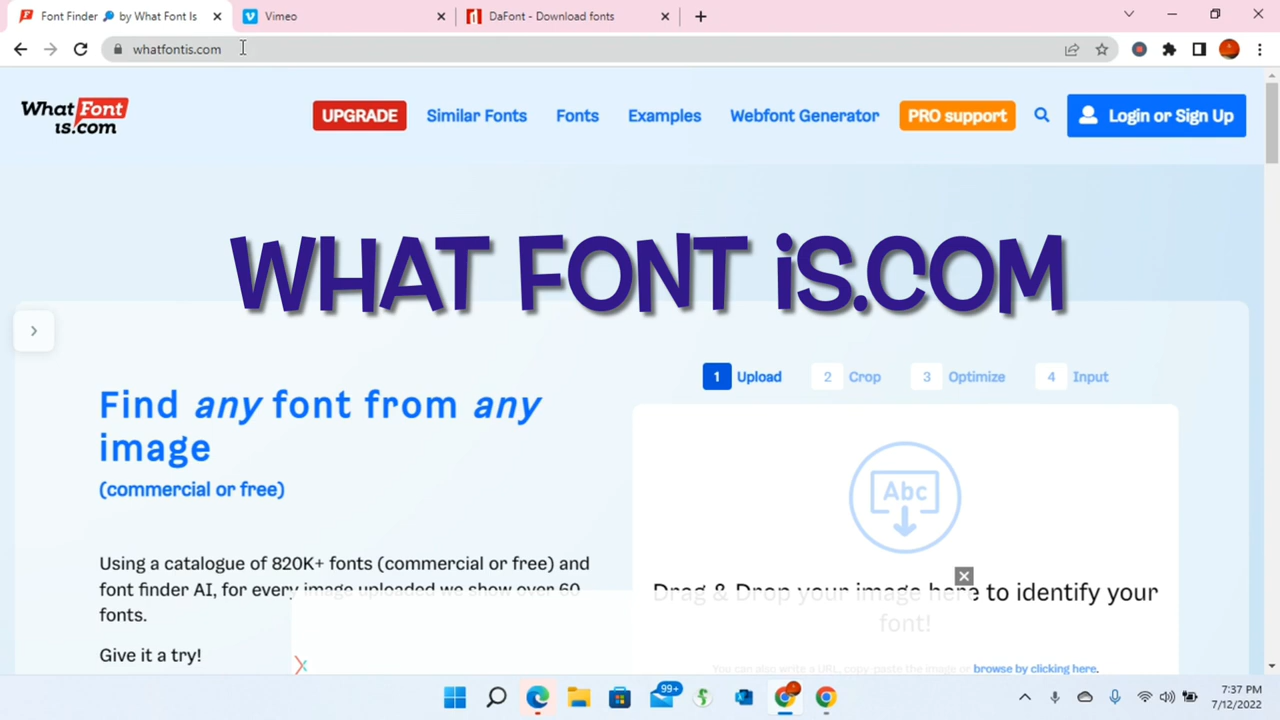 Font Finder 🔎 by What Font Is
Vimeo
DaFont - Download fonts
whatfontis.com
What Font is.com
UPGRADE
Similar Fonts
Fonts
Examples
Webfont Generator
PRO support
Login or Sign Up
WHAT FONT iS.COM
1 Upload
2 Crop
3 Optimize
4 Input
Find any font from any
image
(commercial or free)
Abc
Using a catalogue of 820K+ fonts (commercial or free) and
font finder AI, for every image uploaded we show over 60
fonts.
Give it a try!
Drag & Drop your image here to identify your
font!
You can also write a URL, copy-paste the image or browse by clicking here.
99+
7:37 PM
7/12/2022